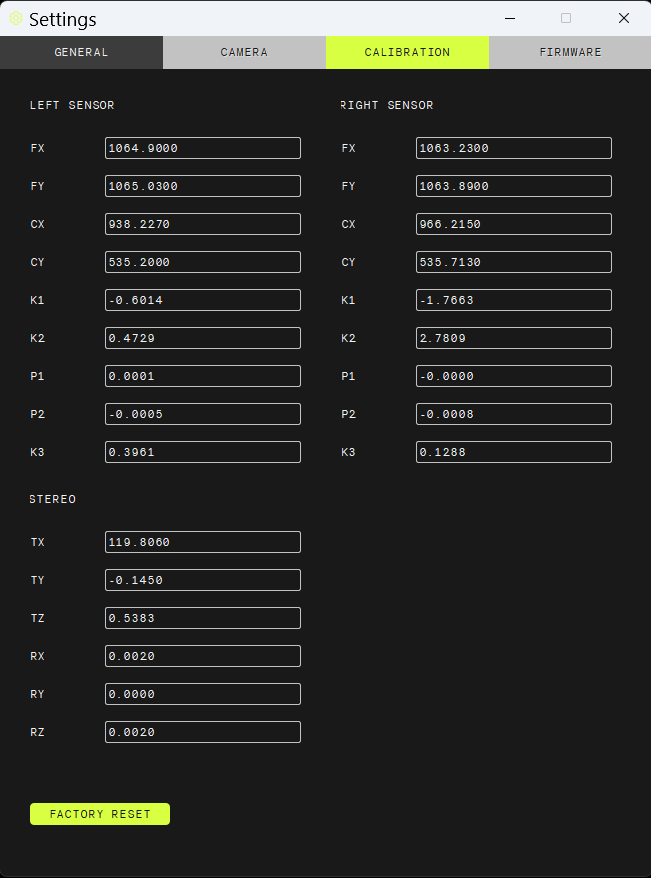 Settings
GENERAL CAMERA CALIBRATION FIRMWARE
LEFT SENSOR RIGHT SENSOR
FX 1064.9000 FX 1063.2300
FY 1065.0300 FY 1063.8900
CX 938.2270 CX 966.2150
CY 535.2000 CY 535.7130
K1 -0.6014 K1 -1.7663
K2 0.4729 K2 2.7809
P1 0.0001 P1 -0.0000
P2 -0.0005 P2 -0.0008
K3 0.3961 K3 0.1288
STEREO
TX 119.8060
TY -0.1450
TZ 0.5383
RX 0.0020
RY 0.0000
RZ 0.0020
FACTORY RESET